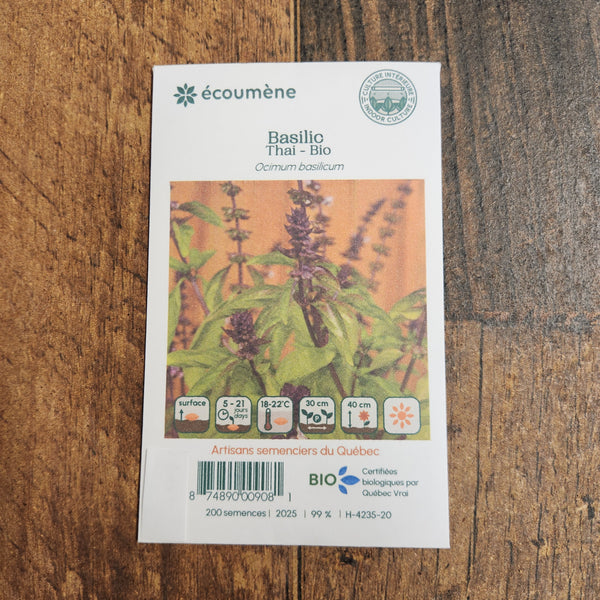 écoumène
CULTURE INTÉRIEURE
INDOOR CULTURE
Basilic
Thai - Bio
Ocimum basilicum
surface
5 - 21
jours
days
18-22°C
30 cm
P
40 cm
Artisans semenciers du Québec
8 74890 00908 1
BIO
Certifiées
biologiques par
Québec Vrai
200 semences | 2025 | 99 % | H-4235-20